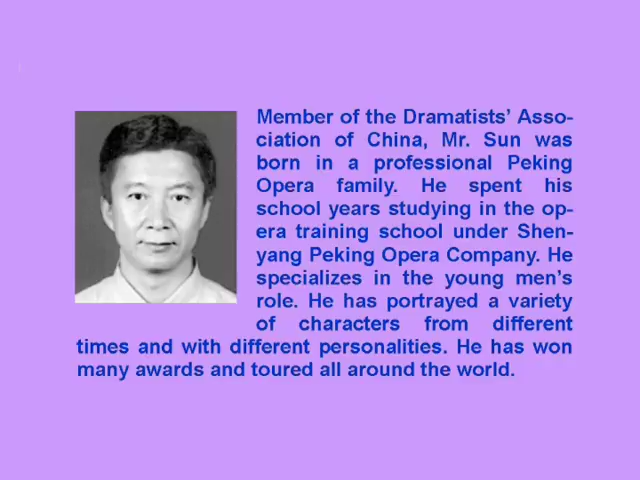 Member of the Dramatists' Asso-
ciation of China, Mr. Sun was
born in a professional Peking
Opera family. He spent his
school years studying in the op-
era training school under Shen-
yang Peking Opera Company. He
specializes in the young men's
role. He has portrayed a variety
of characters from different
times and with different personalities. He has won
many awards and toured all around the world.